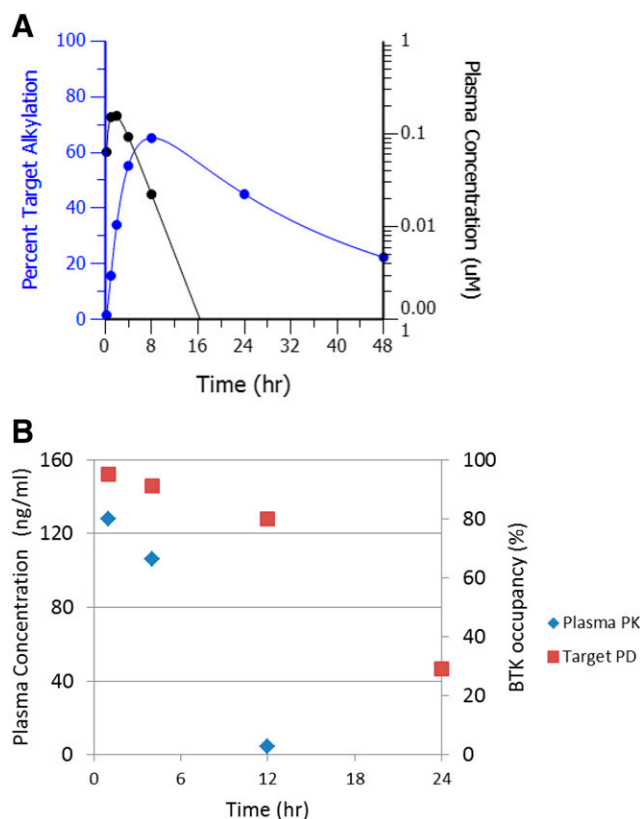 A
Percent Target Alkylation
100
80
60
40
20
0
1
0.1
0.01
0.00
1
Plasma Concentration (uM)
0 8 16 24 32 40 48
Time (hr)
B
Plasma Concentration (ng/ml)
160
120
80
40
0
100
80
60
40
20
0
BTK occupancy (%)
Plasma PK
Target PD
0 6 12 18 24
Time (hr)